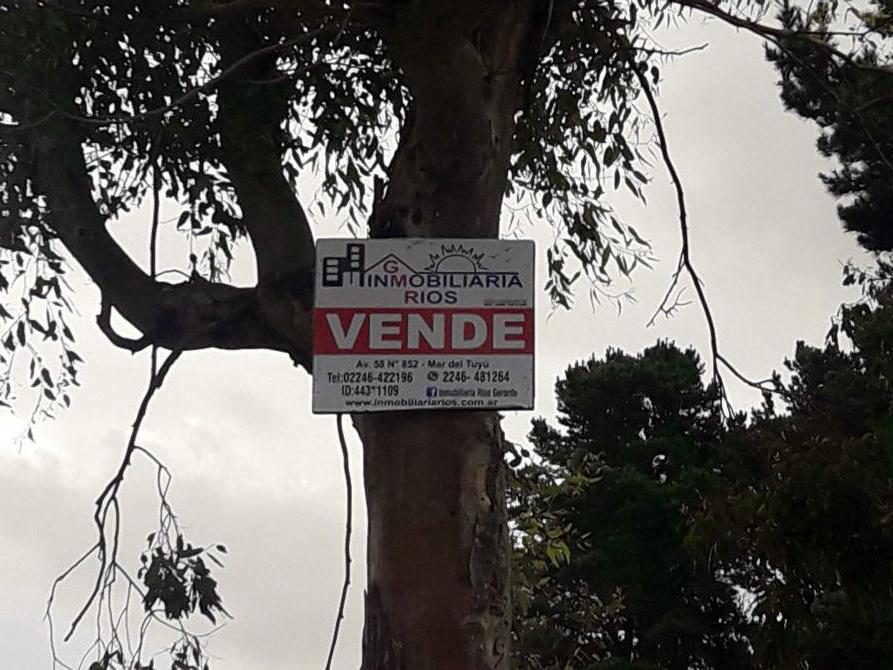 G
INMOBILIARIA
RIOS
VENDE
Av. 58 N° 852 - Mar del Tuyú
Tel:02246-422196 2246- 481264
ID:443*1109 Inmobiliaria Rios Gerardo
www.inmobiliariarios.com.ar